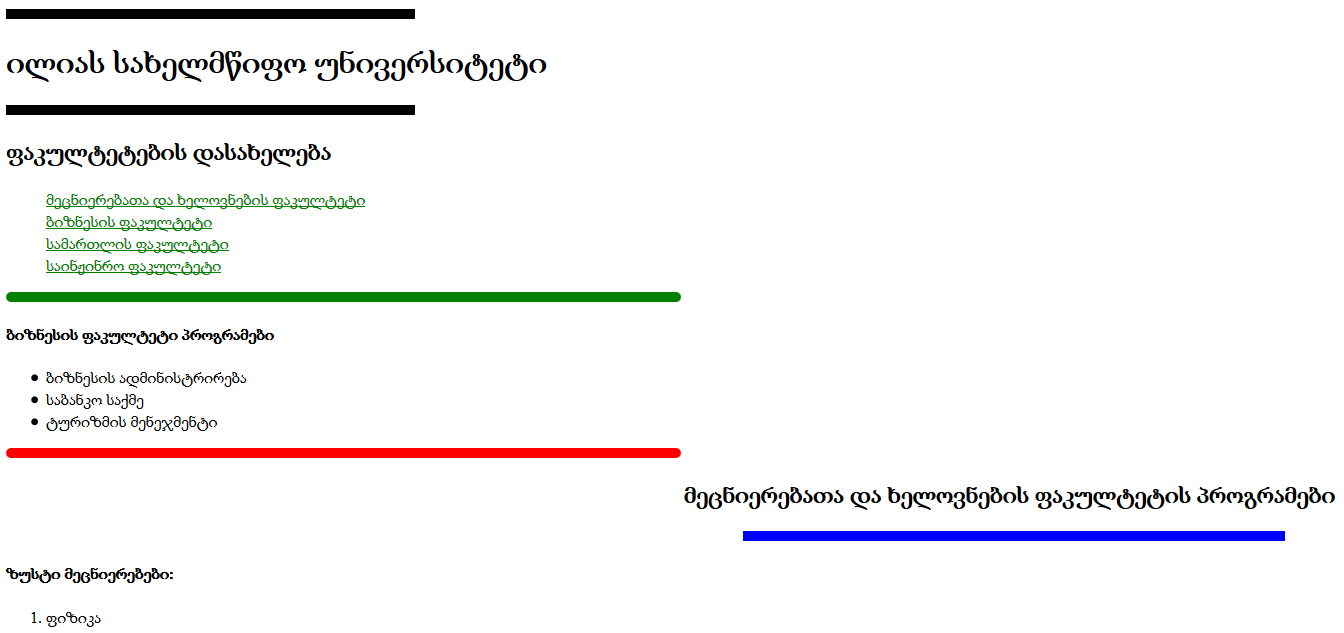 ილიას სახელმწიფო უნივერსიტეტი
ფაკულტეტების დასახელება
მეცნიერებათა და ხელოვნების ფაკულტეტი
ბიზნესის ფაკულტეტი
სამართლის ფაკულტეტი
საინჟინრო ფაკულტეტი
ბიზნესის ფაკულტეტი პროგრამები
• ბიზნესის ადმინისტრირება
• საბანკო საქმე
• ტურიზმის მენეჯმენტი
მეცნიერებათა და ხელოვნების ფაკულტეტის პროგრამები
ზუსტი მეცნიერებები:
1. ფიზიკა